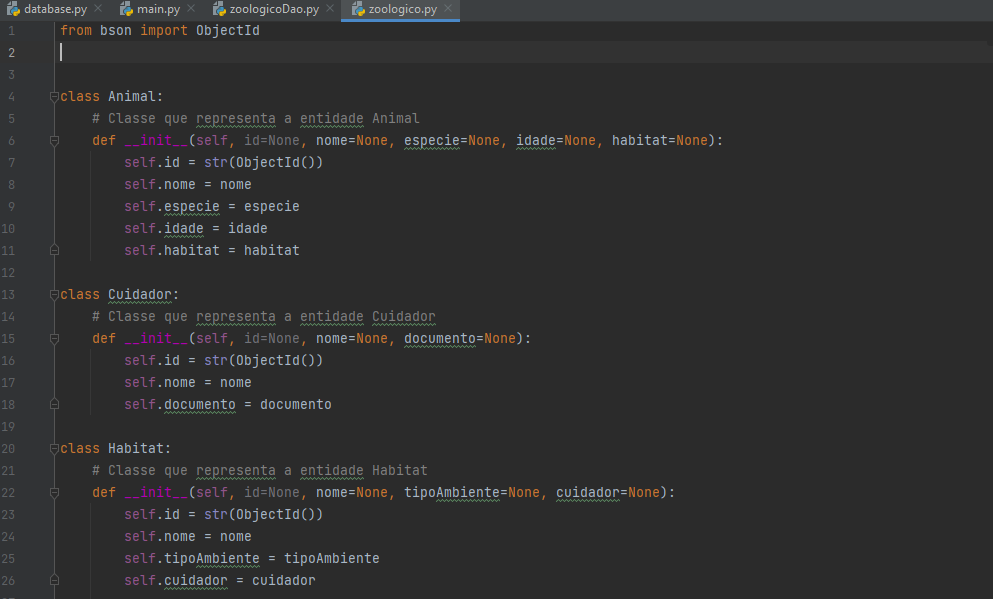 database.py main.py zoologicoDao.py zoologico.py
1 from bson import ObjectId
2
3
4 class Animal:
5 # Classe que representa a entidade Animal
6 def __init__(self, id=None, nome=None, especie=None, idade=None, habitat=None):
7 self.id = str(ObjectId())
8 self.nome = nome
9 self.especie = especie
10 self.idade = idade
11 self.habitat = habitat
12
13 class Cuidador:
14 # Classe que representa a entidade Cuidador
15 def __init__(self, id=None, nome=None, documento=None):
16 self.id = str(ObjectId())
17 self.nome = nome
18 self.documento = documento
19
20 class Habitat:
21 # Classe que representa a entidade Habitat
22 def __init__(self, id=None, nome=None, tipoAmbiente=None, cuidador=None):
23 self.id = str(ObjectId())
24 self.nome = nome
25 self.tipoAmbiente = tipoAmbiente
26 self.cuidador = cuidador